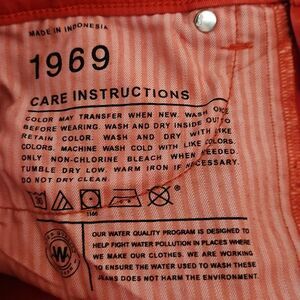 MADE IN INDONESIA
1969
CARE INSTRUCTIONS
COLOR MAY TRANSFER WHEN NEW. WASH ONCE
BEFORE WEARING. WASH AND DRY INSIDE OUT TO
RETAIN COLOR. WASH AND DRY WITH LIKE
COLORS. MACHINE WASH COLD WITH LIKE COLORS.
ONLY NON-CHLORINE BLEACH WHEN NEEDED.
TUMBLE DRY LOW. WARM IRON IF NECESSARY.
DO NOT DRY CLEAN.
OUR WATER QUALITY PROGRAM IS DESIGNED TO
HELP FIGHT WATER POLLUTION IN PLACES WHERE
WE MAKE OUR CLOTHES. WE ARE WORKING
TO ENSURE THE WATER USED TO WASH THESE
JEANS DOES NOT HARM THE ENVIRONMENT.